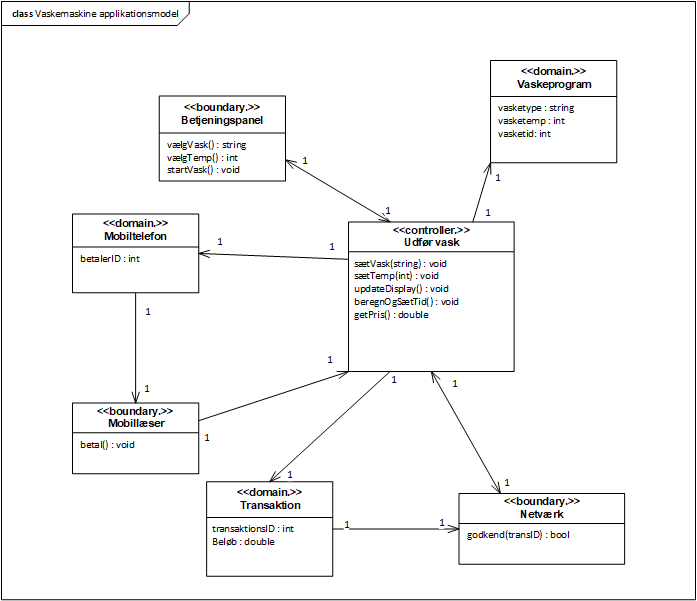 class Vaskemaskine applikationsmodel
<<domain.>>
Vaskeprogram
vasketype : string
vasketemp : int
vasketid: int
<<boundary.>>
Betjeningspanel
vælgVask() : string
vælgTemp() : int
startVask() : void
1
1
1
1
<<domain.>>
Mobiltelefon
betalerID : int
<<controller.>>
Udfør vask
sætVask(string) : void
sætTemp(int) : void
updateDisplay() : void
beregnOgSætTid() : void
getPris() : double
1
1
1
1
1
1
<<boundary.>>
Mobillæser
betal() : void
1
1
1
1
<<domain.>>
Transaktion
transaktionsID : int
Beløb : double
<<boundary.>>
Netværk
godkend(transID) : bool
1
1